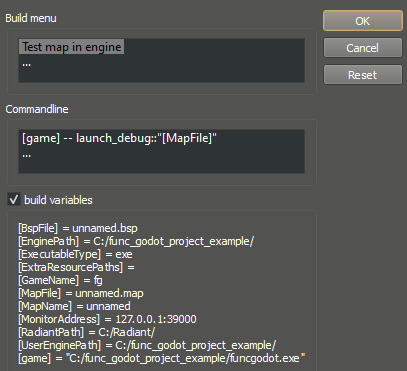 Build menu
OK
Test map in engine
...
Cancel
Reset
Commandline
[game] -- launch_debug::"[MapFile]"
...
build variables
[BspFile] = unnamed.bsp
[EnginePath] = C:/func_godot_project_example/
[ExecutableType] = exe
[ExtraResourcePaths] =
[GameName] = fg
[MapFile] = unnamed.map
[MapName] = unnamed
[MonitorAddress] = 127.0.0.1:39000
[RadiantPath] = C:/Radiant/
[UserEnginePath] = C:/func_godot_project_example/
[game] = "C:/func_godot_project_example/funcgodot.exe"